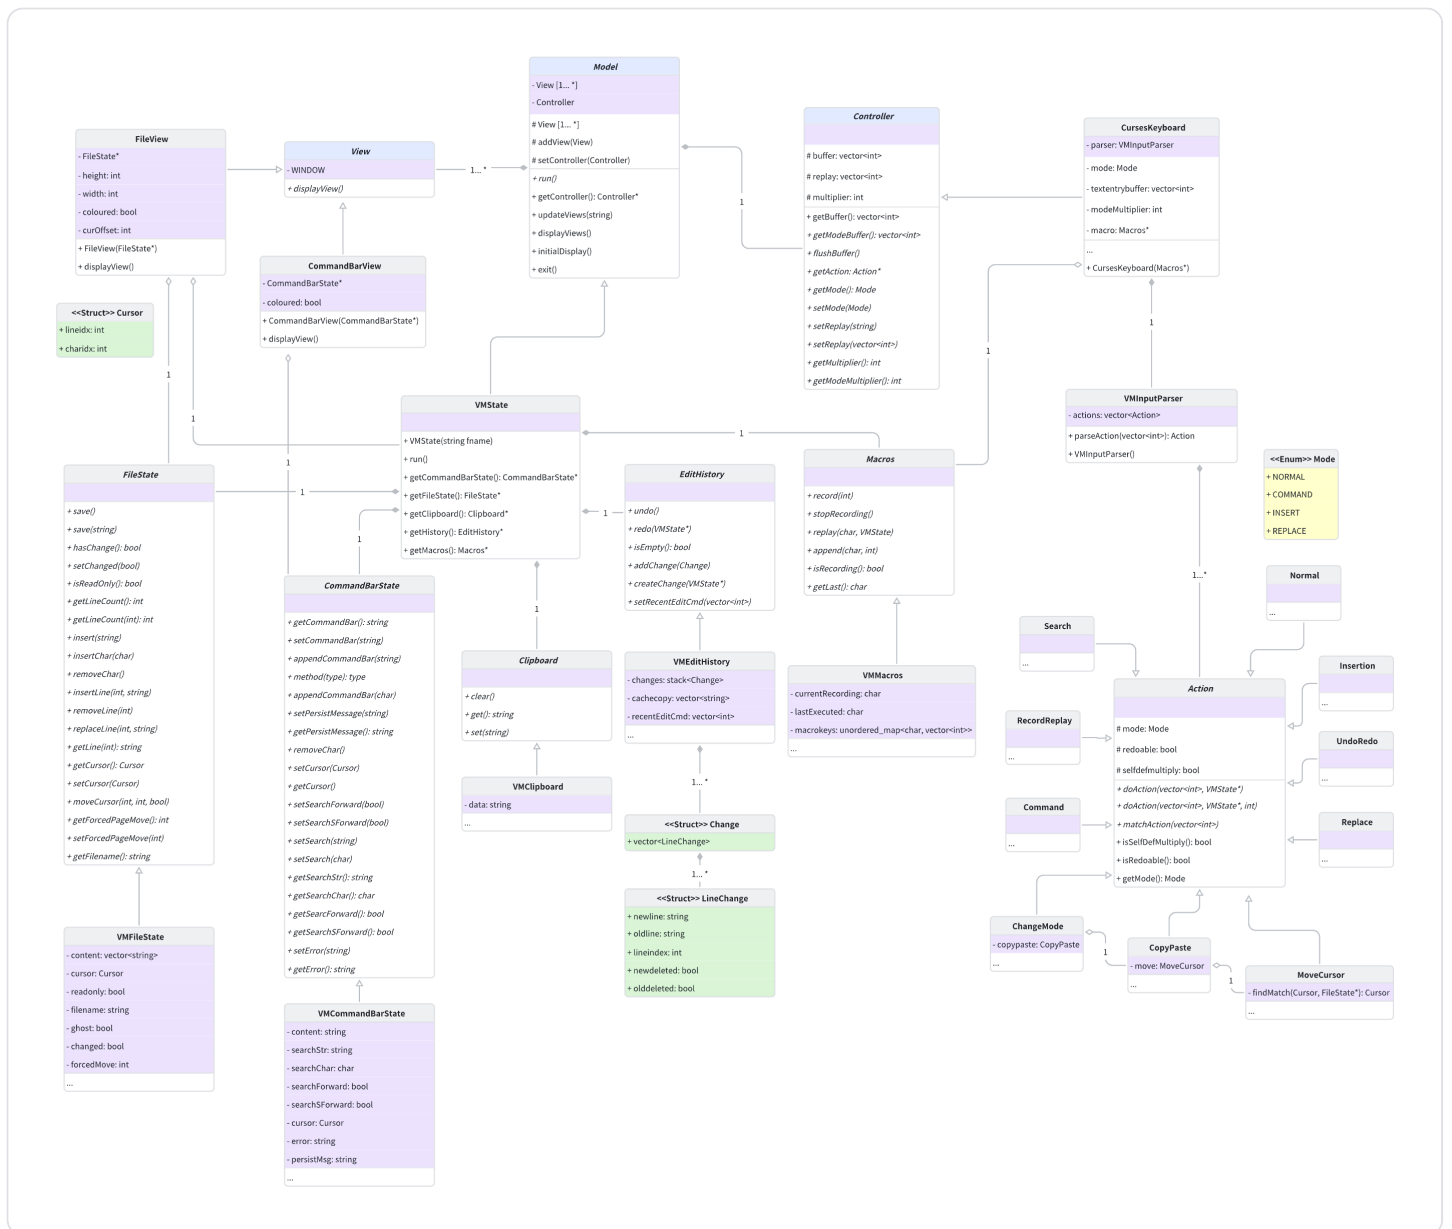 Model
- View [1... *]
- Controller
# View [1... *]
# addView(View)
# setController(Controller)
+ run()
+ getController(): Controller*
+ updateViews(string)
+ displayViews()
+ initialDisplay()
+ exit()
Controller
# buffer: vector<int>
# replay: vector<int>
# multiplier: int
+ getBuffer(): vector<int>
+ getModeBuffer(): vector<int>
+ flushBuffer()
+ getAction: Action*
+ getMode(): Mode
+ setMode(Mode)
+ setReplay(string)
+ setReplay(vector<int>)
+ getMultiplier(): int
+ getModeMultiplier(): int
CursesKeyboard
- parser: VMInputParser
- mode: Mode
- textentrybuffer: vector<int>
- modeMultiplier: int
- macro: Macros*
...
+ CursesKeyboard(Macros*)
FileView
- FileState*
- height: int
- width: int
- coloured: bool
- curOffset: int
+ FileView(FileState*)
+ displayView()
View
- WINDOW
+ displayView()
1... *
1
CommandBarView
- CommandBarState*
- coloured: bool
+ CommandBarView(CommandBarState*)
+ displayView()
<<Struct>> Cursor
+ lineidx: int
+ charidx: int
1
1
1
1
1
VMState
+ VMState(string fname)
+ run()
+ getCommandBarState(): CommandBarState*
+ getFileState(): FileState*
+ getClipboard(): Clipboard*
+ getHistory(): EditHistory*
+ getMacros(): Macros*
1
1
1
1
1
VMInputParser
- actions: vector<Action>
+ parseAction(vector<int>): Action
+ VMInputParser()
<<Enum>> Mode
+ NORMAL
+ COMMAND
+ INSERT
+ REPLACE
FileState
+ save()
+ save(string)
+ hasChange(): bool
+ setChanged(bool)
+ isReadOnly(): bool
+ getLineCount(): int
+ getLineCount(int): int
+ insert(string)
+ insertChar(char)
+ removeChar()
+ insertLine(int, string)
+ removeLine(int)
+ replaceLine(int, string)
+ getLine(int): string
+ getCursor(): Cursor
+ setCursor(Cursor)
+ moveCursor(int, int, bool)
+ getForcedPageMove(): int
+ setForcedPageMove(int)
+ getFilename(): string
EditHistory
+ undo()
+ redo(VMState*)
+ isEmpty(): bool
+ addChange(Change)
+ createChange(VMState*)
+ setRecentEditCmd(vector<int>)
Macros
+ record(int)
+ stopRecording()
+ replay(char, VMState)
+ append(char, int)
+ isRecording(): bool
+ getLast(): char
CommandBarState
+ getCommandBar(): string
+ setCommandBar(string)
+ appendCommandBar(string)
+ method(type): type
+ appendCommandBar(char)
+ setPersistMessage(string)
+ getPersistMessage(): string
+ removeChar()
+ setCursor(Cursor)
+ getCursor()
+ setSearchForward(bool)
+ setSearchSForward(bool)
+ setSearch(string)
+ setSearch(char)
+ getSearchStr(): string
+ getSearchChar(): char
+ getSearcForward(): bool
+ getSearchSForward(): bool
+ setError(string)
+ getError(): string
Clipboard
+ clear()
+ get(): string
+ set(string)
VMClipboard
- data: string
...
VMEditHistory
- changes: stack<Change>
- cachecopy: vector<string>
- recentEditCmd: vector<int>
...
1... *
<<Struct>> Change
+ vector<LineChange>
1... *
<<Struct>> LineChange
+ newline: string
+ oldline: string
+ lineindex: int
+ newdeleted: bool
+ olddeleted: bool
VMMacros
- currentRecording: char
- lastExecuted: char
- macrokeys: unordered_map<char, vector<int>>
...
1...*
Normal
...
Search
...
Insertion
...
RecordReplay
...
UndoRedo
...
Command
...
Replace
...
Action
# mode: Mode
# redoable: bool
# selfdefmultiply: bool
+ doAction(vector<int>, VMState*)
+ doAction(vector<int>, VMState*, int)
+ matchAction(vector<int>)
+ isSelfDefMultiply(): bool
+ isRedoable(): bool
+ getMode(): Mode
ChangeMode
- copypaste: CopyPaste
...
1
CopyPaste
- move: MoveCursor
...
1
MoveCursor
- findMatch(Cursor, FileState*): Cursor
...
VMFileState
- content: vector<string>
- cursor: Cursor
- readonly: bool
- filename: string
- ghost: bool
- changed: bool
- forcedMove: int
...
VMCommandBarState
- content: string
- searchStr: string
- searchChar: char
- searchForward: bool
- searchSForward: bool
- cursor: Cursor
- error: string
- persistMsg: string
...